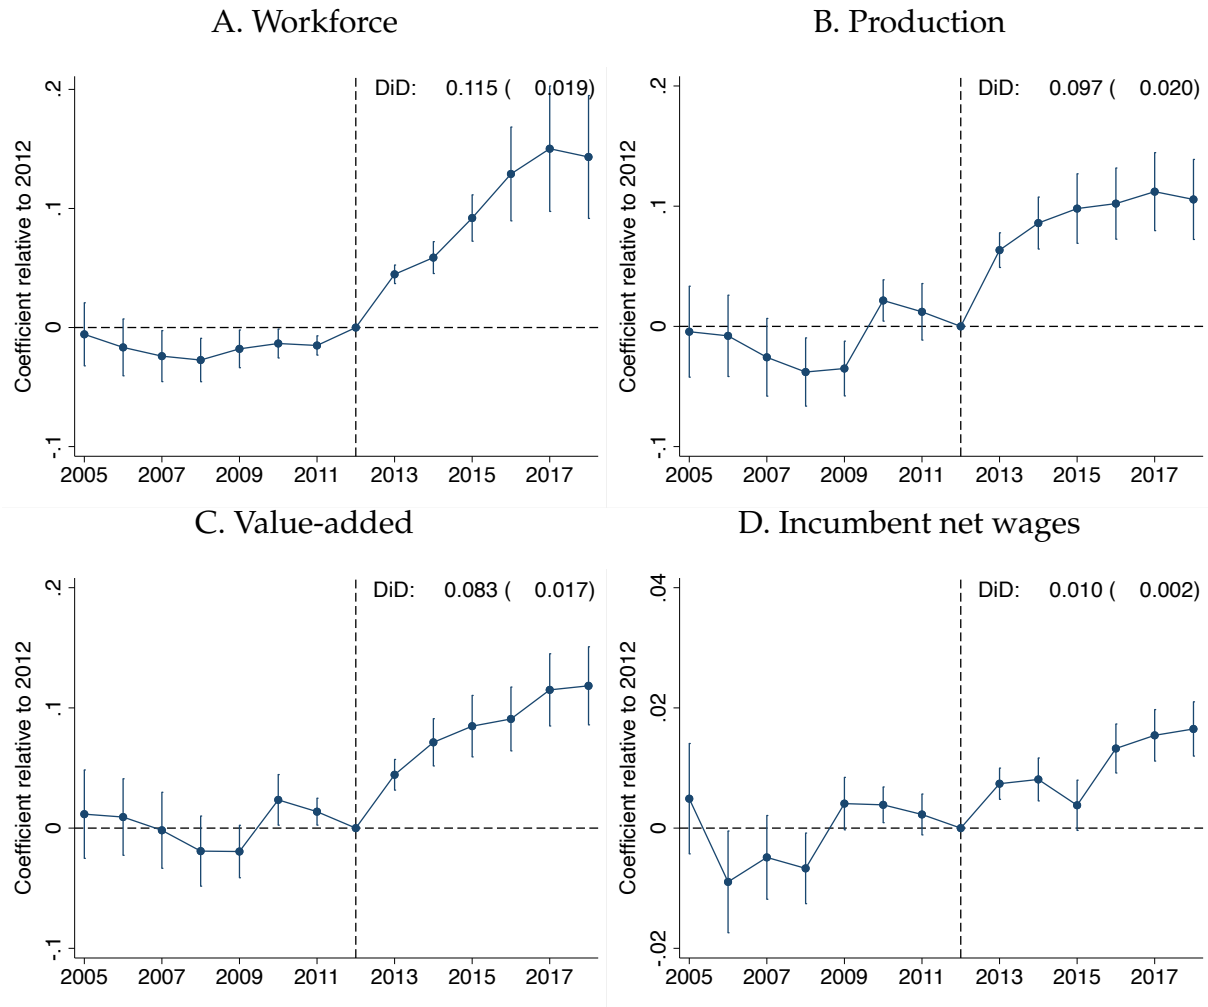 A. Workforce
DiD: 0.115 ( 0.019)
Coefficient relative to 2012
.2
.1
0
-.1
2005 2007 2009 2011 2013 2015 2017
B. Production
DiD: 0.097 ( 0.020)
Coefficient relative to 2012
.2
.1
0
-.1
2005 2007 2009 2011 2013 2015 2017
C. Value-added
DiD: 0.083 ( 0.017)
Coefficient relative to 2012
.2
.1
0
-.1
2005 2007 2009 2011 2013 2015 2017
D. Incumbent net wages
DiD: 0.010 ( 0.002)
Coefficient relative to 2012
.04
.02
0
-.02
2005 2007 2009 2011 2013 2015 2017